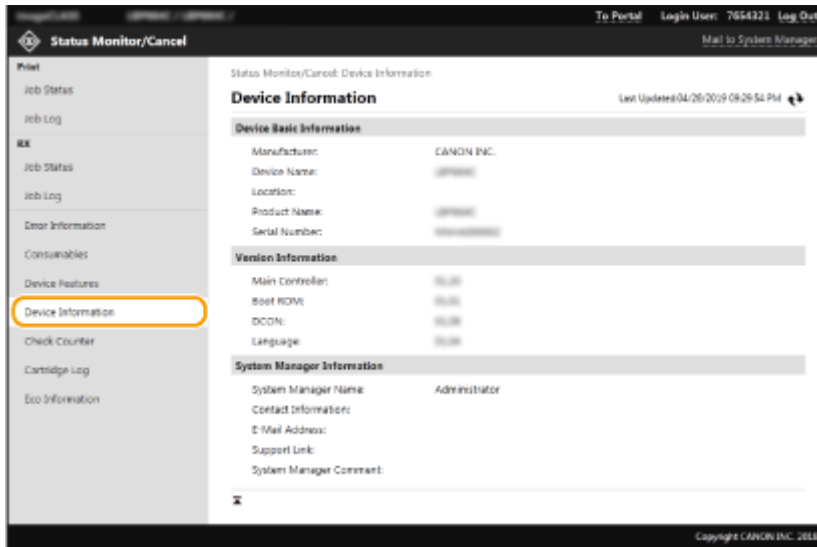 To Portal Login User: 7654321 Log Out
Status Monitor/Cancel
Mail to System Manager
Print
Job Status
Job Log
RX
Job Status
Job Log
Error Information
Consumables
Device Features
Device Information
Check Counter
Cartridge Log
Eco Information
Status Monitor/Cancel: Device Information
Device Information
Last Updated:04/28/2019 09:29:54 PM
Device Basic Information
Manufacturer: CANON INC.
Device Name:
Location:
Product Name:
Serial Number:
Version Information
Main Controller:
Boot ROM:
DCON:
Language:
System Manager Information
System Manager Name: Administrator
Contact Information:
E-Mail Address:
Support Link:
System Manager Comment:
Copyright CANON INC. 2018